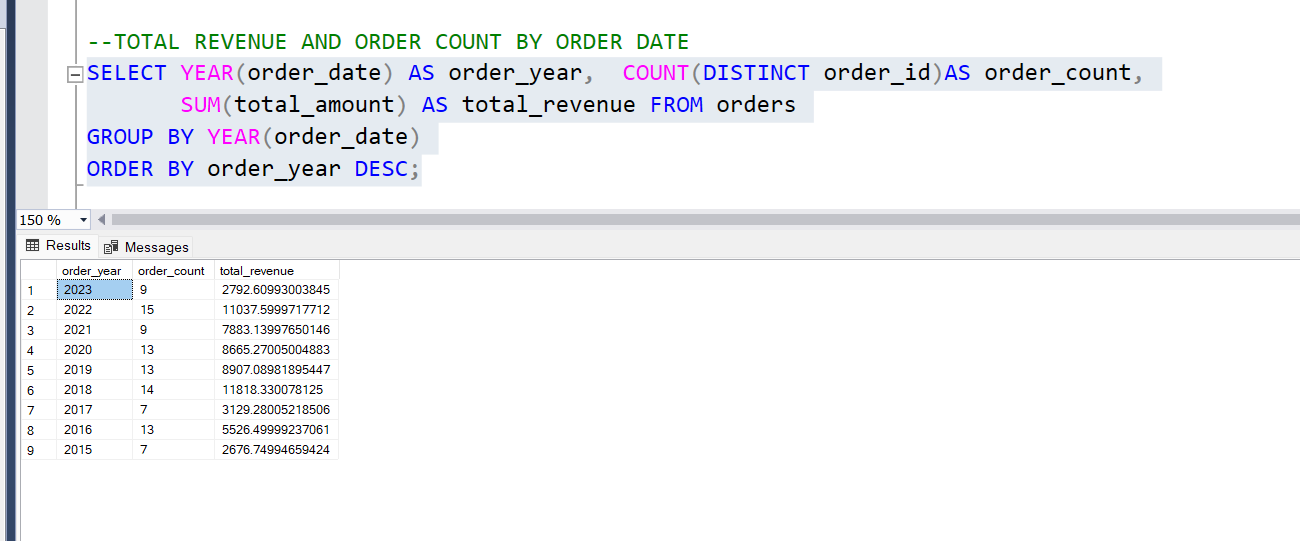 --TOTAL REVENUE AND ORDER COUNT BY ORDER DATE
SELECT YEAR(order_date) AS order_year,  COUNT(DISTINCT order_id)AS order_count,
       SUM(total_amount) AS total_revenue FROM orders
GROUP BY YEAR(order_date)
ORDER BY order_year DESC;
150 %
Results Messages
order_year order_count total_revenue
1 2023 9 2792.60993003845
2 2022 15 11037.5999717712
3 2021 9 7883.13997650146
4 2020 13 8665.27005004883
5 2019 13 8907.08981895447
6 2018 14 11818.330078125
7 2017 7 3129.28005218506
8 2016 13 5526.49999237061
9 2015 7 2676.74994659424